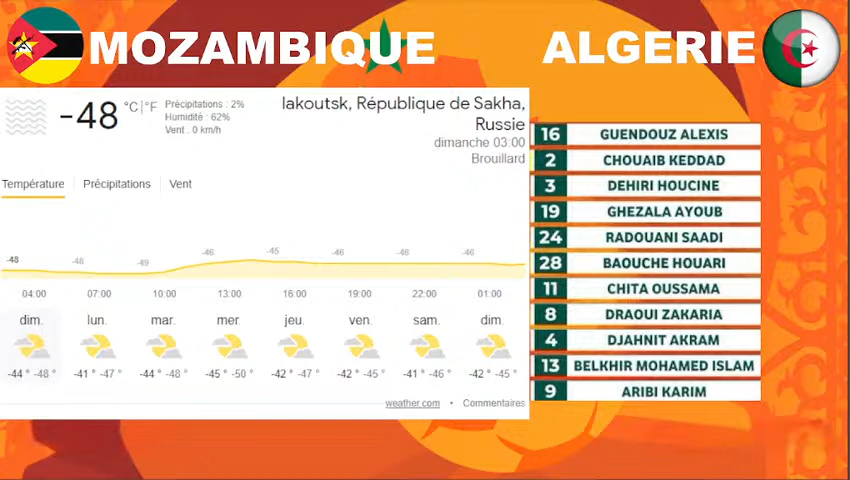 MOZAMBIQUE
ALGERIE
-48 °C | °F
Précipitations : 2%
Humidité : 62%
Vent : 0 km/h
Iakoutsk, République de Sakha,
Russie
dimanche 03:00
Brouillard
Température | Précipitations | Vent
-48 -48 -49 -46 -45 -46 -46 -46
04:00 07:00 10:00 13:00 16:00 19:00 22:00 01:00
dim. lun. mar. mer. jeu. ven. sam. dim.
-44 ° -48 ° -41 ° -47 ° -44 ° -48 ° -45 ° -50 ° -42 ° -47 ° -42 ° -45 ° -41 ° -46 ° -42 ° -45 °
weather.com • Commentaires
16 GUENDOUZ ALEXIS
2 CHOUAIB KEDDAD
3 DEHIRI HOUCINE
19 GHEZALA AYOUB
24 RADOUANI SAADI
28 BAOUCHE HOUARI
11 CHITA OUSSAMA
8 DRAOUI ZAKARIA
4 DJAHNIT AKRAM
13 BELKHIR MOHAMED ISLAM
9 ARIBI KARIM